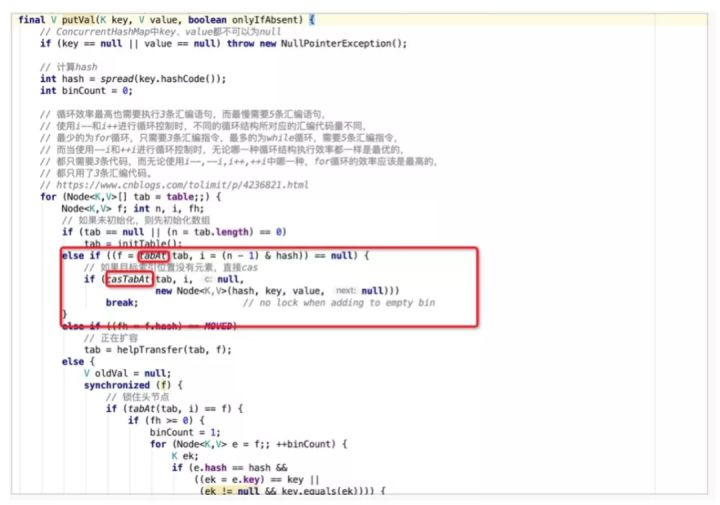 final V putVal(K key, V value, boolean onlyIfAbsent) {
// ConcurrentHashMap中key、value都不可以为null
if (key == null || value == null) throw new NullPointerException();
// 计算hash
int hash = spread(key.hashCode());
int binCount = 0;
// 循环效率最高也需要执行3条汇编语句，而最慢需要5条汇编语句，
// 使用i--和i++进行循环控制时，不同的循环结构所对应的汇编代码量不同，
// 最少的为for循环，只需要3条汇编指令，最多的为while循环，需要5条汇编指令，
// 而当使用--i和++i进行循环控制时，无论哪一种循环结构执行效率都一样是最优的，
// 都只需要3条代码，而无论使用i--,--i,i++,++i中哪一种，for循环的效率应该是最高的，
// 都只用了3条汇编代码。
// https://www.cnblogs.com/tolimit/p/4236821.html
for (Node<K,V>[] tab = table;;) {
Node<K,V> f; int n, i, fh;
// 如果未初始化，则先初始化数组
if (tab == null || (n = tab.length) == 0)
tab = initTable();
else if ((f = tabAt(tab, i = (n - 1) & hash)) == null) {
// 如果目标索引位置没有元素，直接cas
if (casTabAt(tab, i, c: null,
new Node<K,V>(hash, key, value, next: null)))
break; // no lock when adding to empty bin
}
else if ((fh = f.hash) == MOVED)
// 正在扩容
tab = helpTransfer(tab, f);
else {
V oldVal = null;
synchronized (f) {
// 锁住头节点
if (tabAt(tab, i) == f) {
if (fh >= 0) {
binCount = 1;
for (Node<K,V> e = f;; ++binCount) {
K ek;
if (e.hash == hash &&
((ek = e.key) == key ||
(ek != null && key.equals(ek)))) {